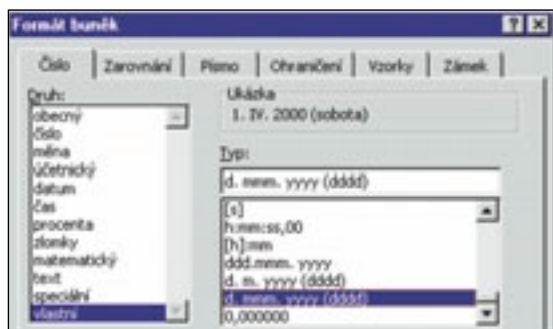 Formát buněk
Číslo Zarovnání Písmo Ohraničení Vzorky Zámek
Druh:
obecný
číslo
měna
účetnický
datum
čas
procenta
zlomky
matematický
text
speciální
vlastní
Ukázka
1. IV. 2000 (sobota)
Typ:
d. mmm. yyyy (dddd)
[s]
h:mm:ss,00
[h]:mm
ddd.mmm. yyyy
d. m. yyyy (dddd)
d. mmm. yyyy (dddd)
0,000000